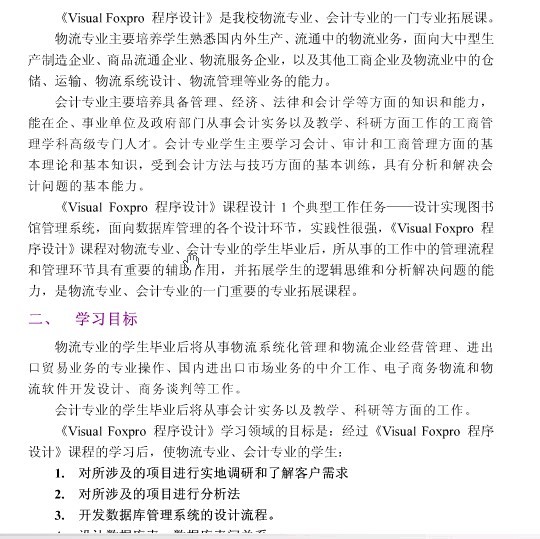 《Visual Foxpro 程序设计》是我校物流专业、会计专业的一门专业拓展课。
物流专业主要培养学生熟悉国内外生产、流通中的物流业务，面向大中型生
产制造企业、商品流通企业、物流服务企业，以及其他工商企业及物流业中的仓
储、运输、物流系统设计、物流管理等业务的能力。
会计专业主要培养具备管理、经济、法律和会计学等方面的知识和能力，
能在企、事业单位及政府部门从事会计实务以及教学、科研方面工作的工商管
理学科高级专门人才。会计专业学生主要学习会计、审计和工商管理方面的基
本理论和基本知识，受到会计方法与技巧方面的基本训练，具有分析和解决会
计问题的基本能力。
《Visual Foxpro 程序设计》课程设计 1 个典型工作任务——设计实现图书
馆管理系统，面向数据库管理的各个设计环节，实践性很强，《Visual Foxpro 程
序设计》课程对物流专业、会计专业的学生毕业后，所从事的工作中的管理流程
和管理环节具有重要的辅助作用，并拓展学生的逻辑思维和分析解决问题的能
力，是物流专业、会计专业的一门重要的专业拓展课程。
二、 学习目标
物流专业的学生毕业后将从事物流系统化管理和物流企业经营管理、进出
口贸易业务的专业操作、国内进出口市场业务的中介工作、电子商务物流和物
流软件开发设计、商务谈判等工作。
会计专业的学生毕业后将从事会计实务以及教学、科研等方面的工作。
《Visual Foxpro 程序设计》学习领域的目标是：经过《Visual Foxpro 程序
设计》课程的学习后，使物流专业、会计专业的学生：
1. 对所涉及的项目进行实地调研和了解客户需求
2. 对所涉及的项目进行分析法
3. 开发数据库管理系统的设计流程。